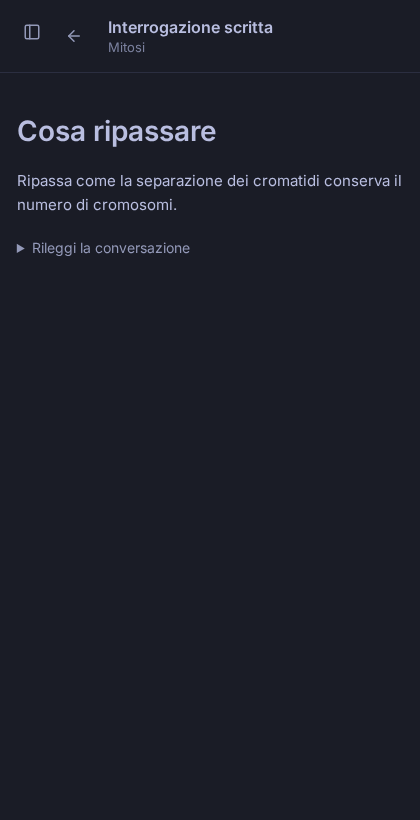 Interrogazione scritta
Mitosi
Cosa ripassare
Ripassa come la separazione dei cromatidi conserva il
numero di cromosomi.
Rileggi la conversazione